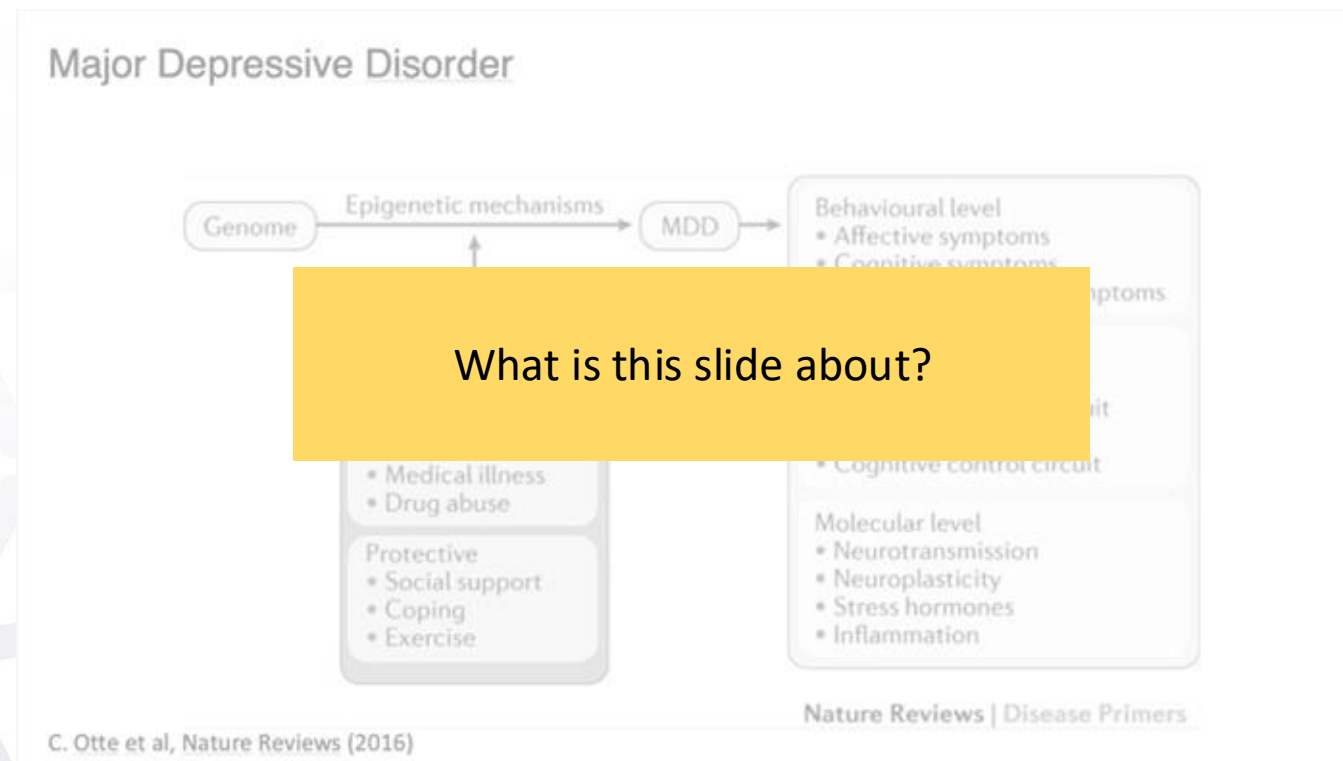 Major Depressive Disorder
Genome
Epigenetic mechanisms
MDD
Behavioural level
• Affective symptoms
• Cognitive symptoms
What is this slide about?
• Cognitive control circuit
• Medical illness
• Drug abuse
Protective
• Social support
• Coping
• Exercise
Molecular level
• Neurotransmission
• Neuroplasticity
• Stress hormones
• Inflammation
Nature Reviews | Disease Primers
C. Otte et al, Nature Reviews (2016)